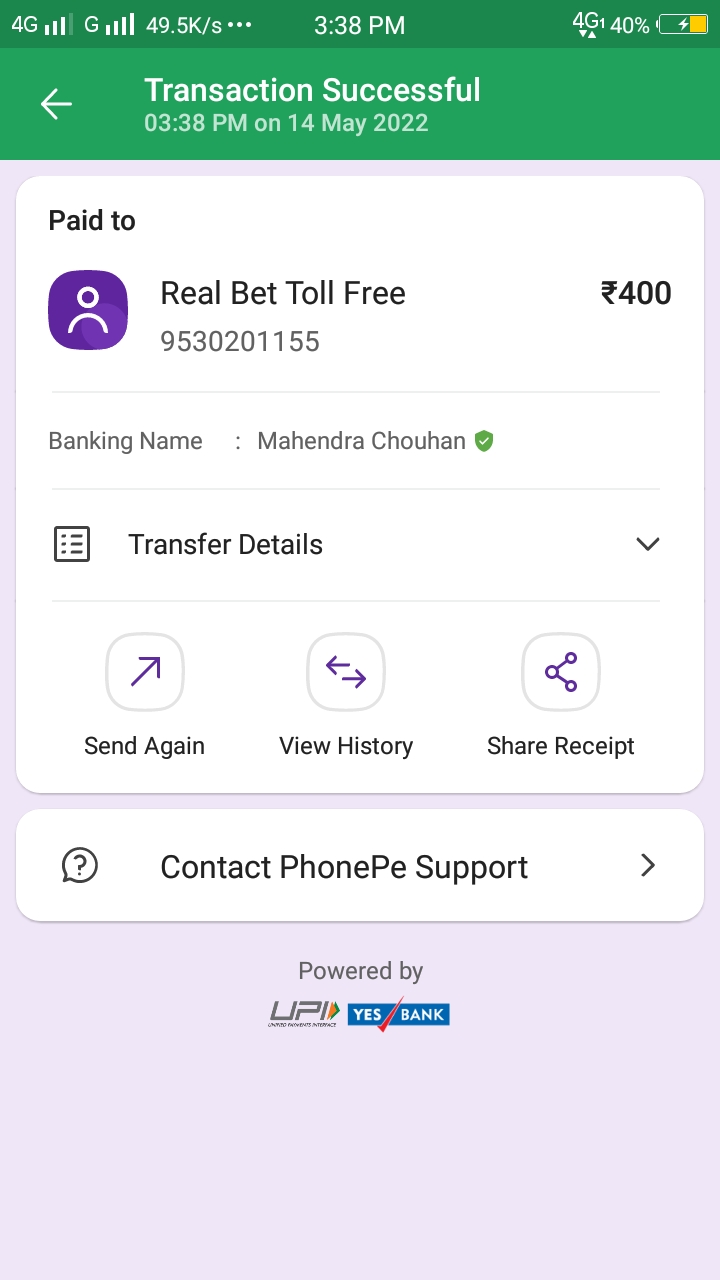 4G G 49.5K/s ••• 3:38 PM 4G1 40%
Transaction Successful
03:38 PM on 14 May 2022
Paid to
Real Bet Toll Free ₹400
9530201155
Banking Name : Mahendra Chouhan
Transfer Details
Send Again View History Share Receipt
Contact PhonePe Support
Powered by
UPI YES BANK
UNIFIED PAYMENTS INTERFACE